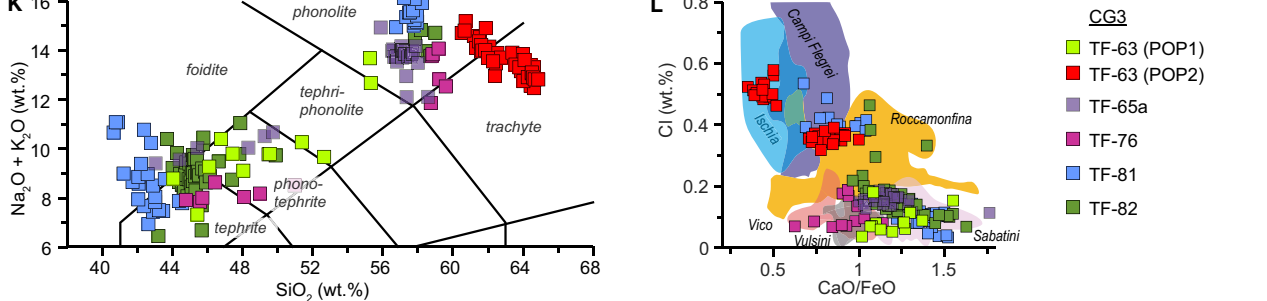 K
16
14
12
10
8
6
Na2O + K2O (wt.%)
40 44 48 52 56 60 64 68
SiO2 (wt.%)
phonolite
foidite
tephri-
phonolite
trachyte
phono-
tephrite
tephrite
L
0.8
0.6
0.4
0.2
0
Cl (wt.%)
0.5 1 1.5
CaO/FeO
Campi Flegrei
Ischia
Roccamonfina
Vico
Vulsini
Sabatini
CG3
TF-63 (POP1)
TF-63 (POP2)
TF-65a
TF-76
TF-81
TF-82